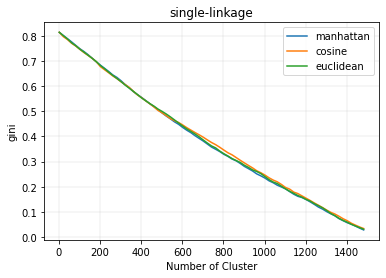 single-linkage
manhattan
cosine
euclidean
gini
0.8
0.7
0.6
0.5
0.4
0.3
0.2
0.1
0.0
0 200 400 600 800 1000 1200 1400
Number of Cluster